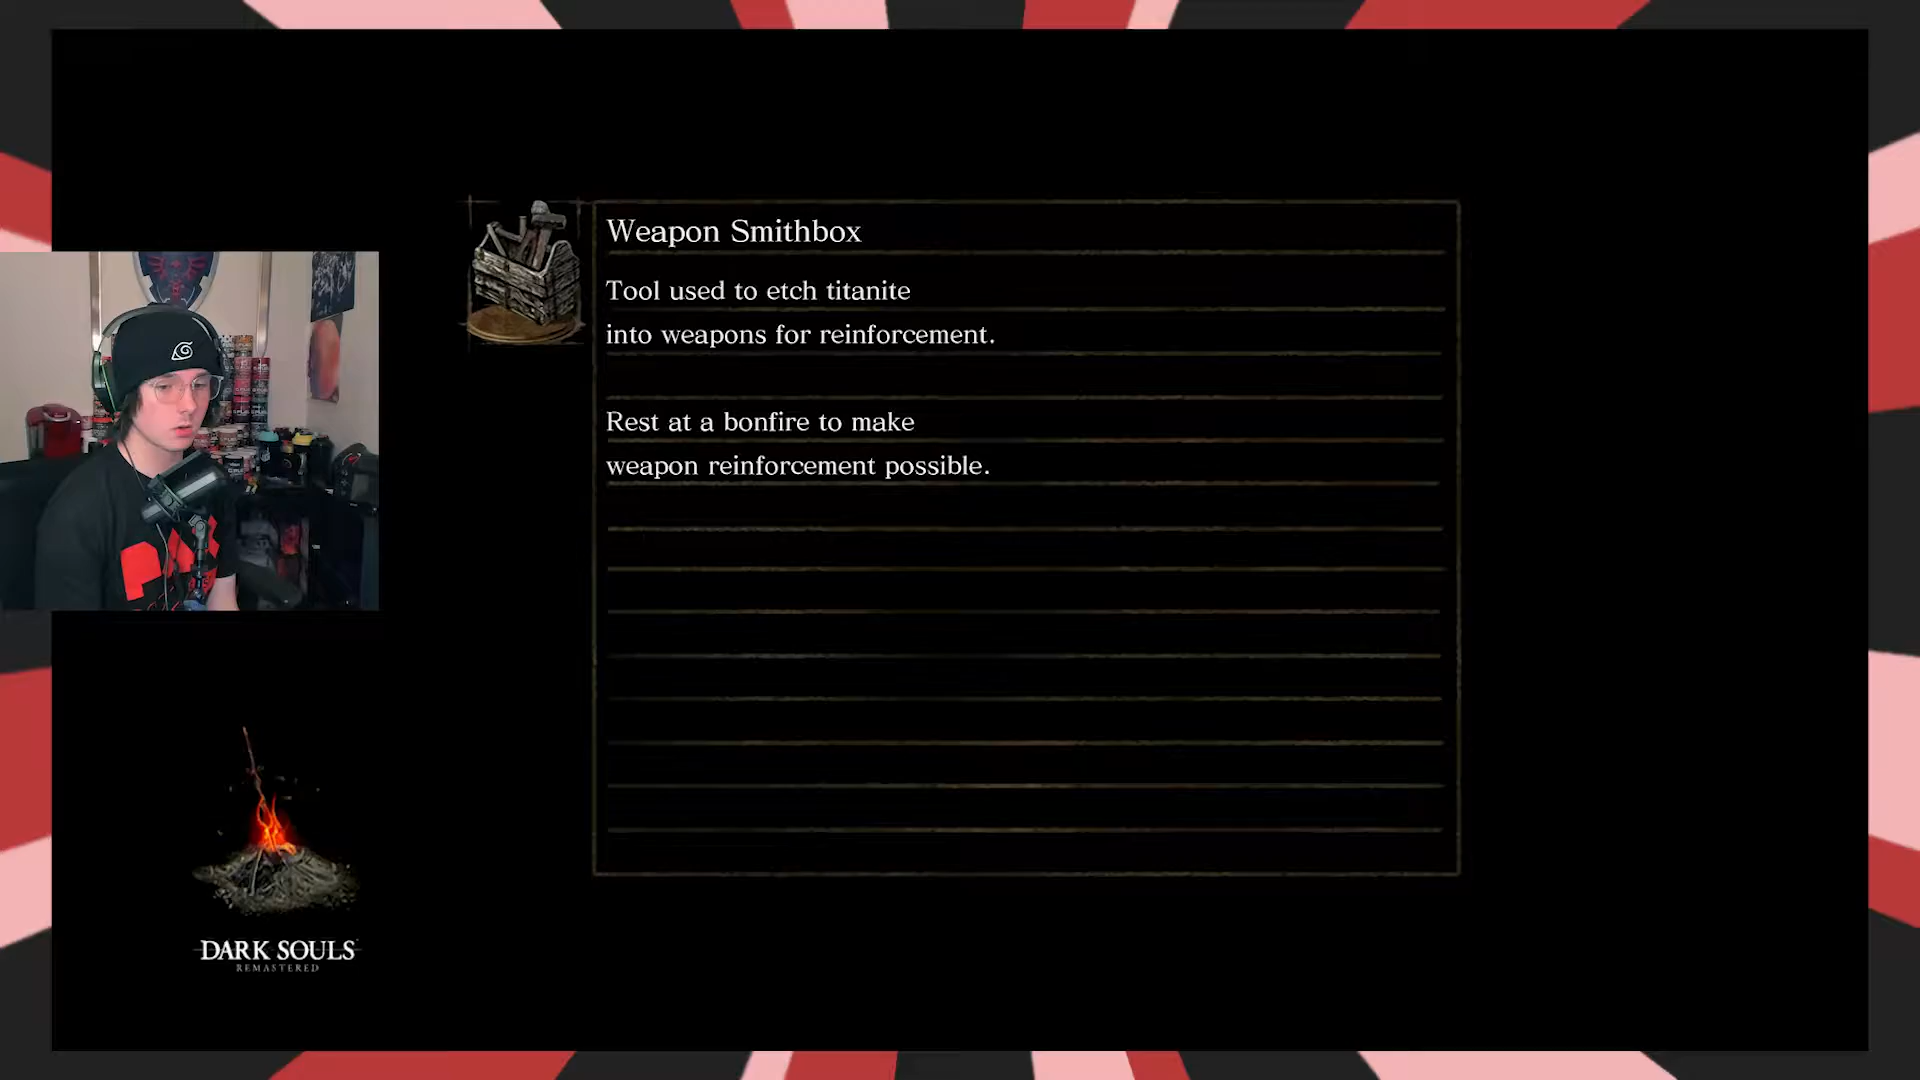 Weapon Smithbox
Tool used to etch titanite
into weapons for reinforcement.
Rest at a bonfire to make
weapon reinforcement possible.
DARK SOULS
REMASTERED